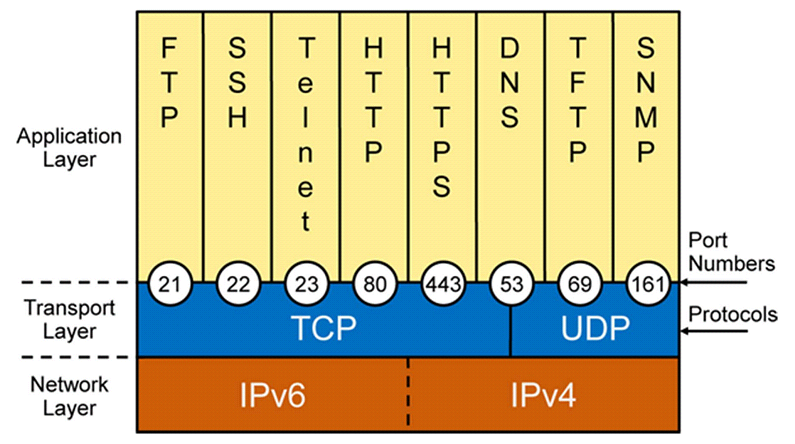 FTP
SSH
Telnet
HTTP
HTTPS
DNS
TFTP
SNMP
Application
Layer
Port
Numbers
21 22 23 80 443 53 69 161
Transport
Layer
TCP UDP
Protocols
Network
Layer
IPv6 IPv4